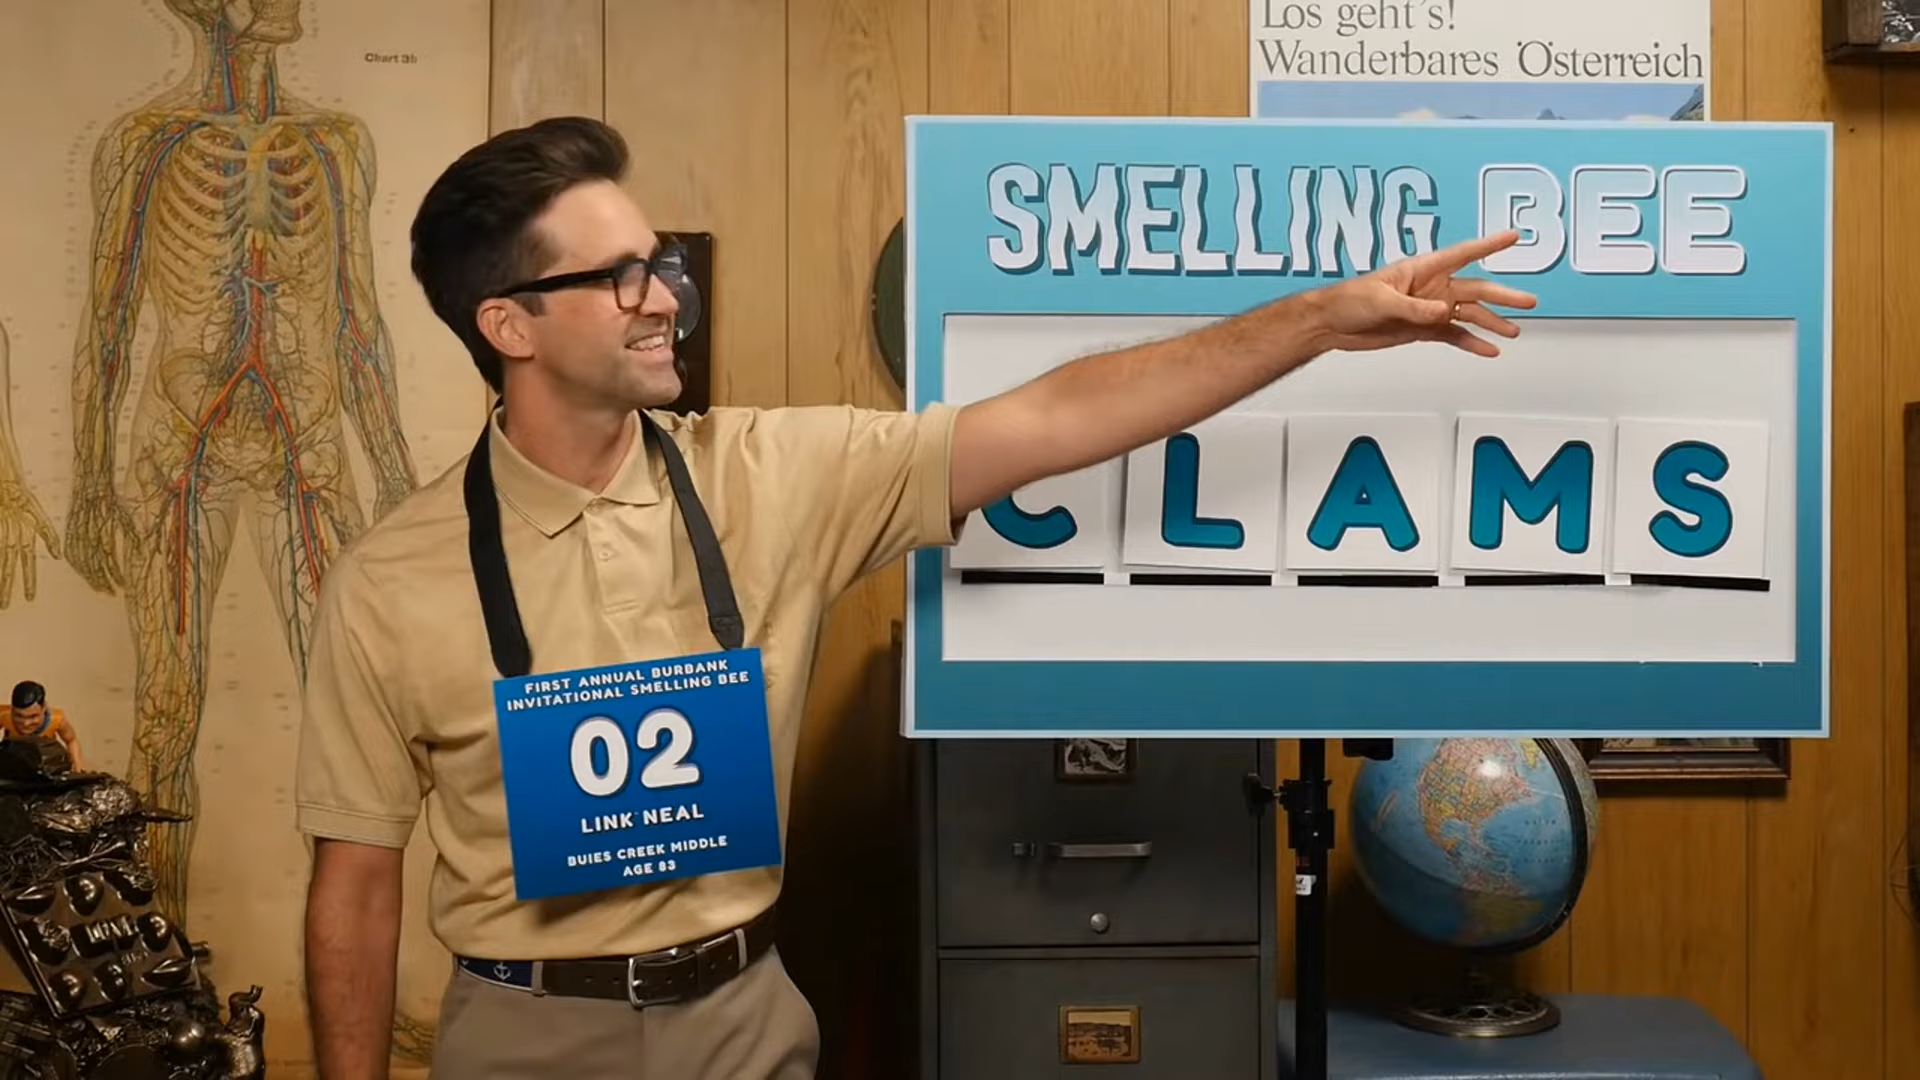 Chart 3b
Los geht's!
Wanderbares Österreich
SMELLING BEE
CLAMS
FIRST ANNUAL BURBANK
INVITATIONAL SMELLING BEE
02
LINK NEAL
BUIES CREEK MIDDLE
AGE 83